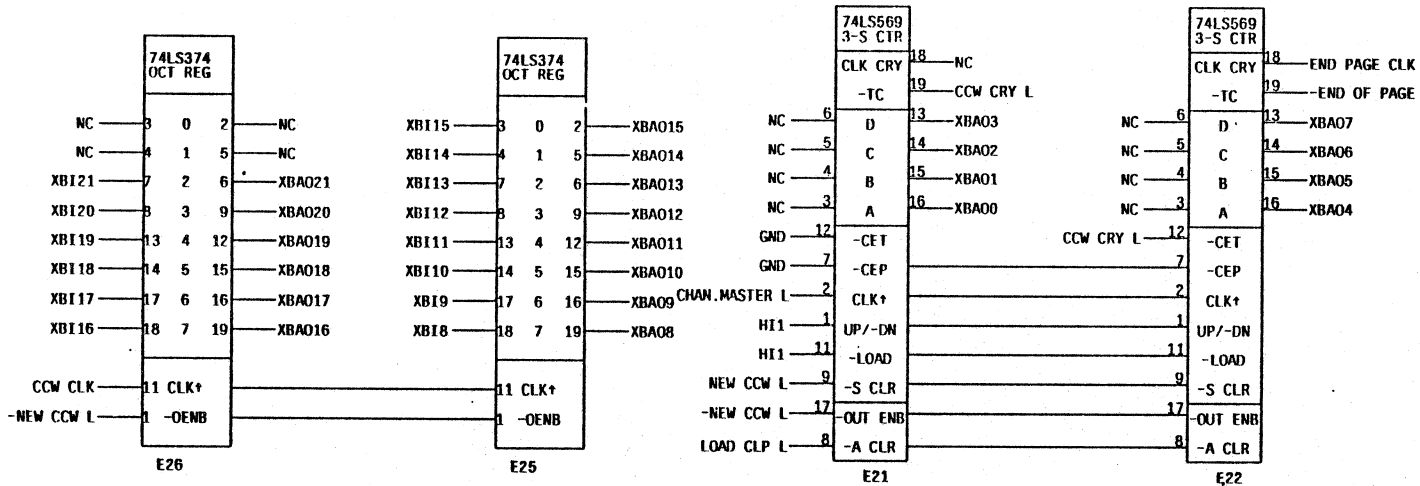 74LS374
OCT REG
NC 3 0 2 NC
NC 4 1 5 NC
XBI21 7 2 6 XBAO21
XBI20 8 3 9 XBAO20
XBI19 13 4 12 XBAO19
XBI18 14 5 15 XBAO18
XBI17 17 6 16 XBAO17
XBI16 18 7 19 XBAO16
CCW CLK 11 CLK↑
-NEW CCW L 1 -OENB
E26
74LS374
OCT REG
XBI15 3 0 2 XBAO15
XBI14 4 1 5 XBAO14
XBI13 7 2 6 XBAO13
XBI12 8 3 9 XBAO12
XBI11 13 4 12 XBAO11
XBI10 14 5 15 XBAO10
XBI9 17 6 16 XBAO9
XBI8 18 7 19 XBAO8
11 CLK↑
1 -OENB
E25
74LS569
3-S CTR
CLK CRY 18 NC
-TC 19 CCW CRY L
NC 6 D 13 XBAO3
NC 5 C 14 XBAO2
NC 4 B 15 XBAO1
NC 3 A 16 XBAO0
GND 12 -CET
GND 7 -CEP
CHAN.MASTER L 2 CLK↑
HI1 1 UP/-DN
HI1 11 -LOAD
NEW CCW L 9 -S CLR
-NEW CCW L 17 -OUT ENB
LOAD CLP L 8 -A CLR
E21
74LS569
3-S CTR
CLK CRY 18 END PAGE CLK
-TC 19 -END OF PAGE
NC 6 D 13 XBAO7
NC 5 C 14 XBAO6
NC 4 B 15 XBAO5
NC 3 A 16 XBAO4
CCW CRY L 12 -CET
7 -CEP
2 CLK↑
1 UP/-DN
11 -LOAD
9 -S CLR
17 -OUT ENB
8 -A CLR
E22